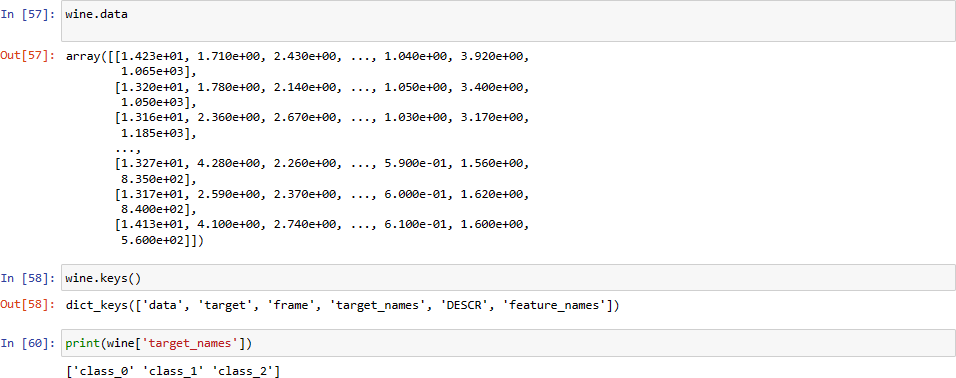 In [57]: wine.data
Out[57]: array([[1.423e+01, 1.710e+00, 2.430e+00, ..., 1.040e+00, 3.920e+00,
1.065e+03],
[1.320e+01, 1.780e+00, 2.140e+00, ..., 1.050e+00, 3.400e+00,
1.050e+03],
[1.316e+01, 2.360e+00, 2.670e+00, ..., 1.030e+00, 3.170e+00,
1.185e+03],
...,
[1.327e+01, 4.280e+00, 2.260e+00, ..., 5.900e-01, 1.560e+00,
8.350e+02],
[1.317e+01, 2.590e+00, 2.370e+00, ..., 6.000e-01, 1.620e+00,
8.400e+02],
[1.413e+01, 4.100e+00, 2.740e+00, ..., 6.100e-01, 1.600e+00,
5.600e+02]])
In [58]: wine.keys()
Out[58]: dict_keys(['data', 'target', 'frame', 'target_names', 'DESCR', 'feature_names'])
In [60]: print(wine['target_names'])
['class_0' 'class_1' 'class_2']